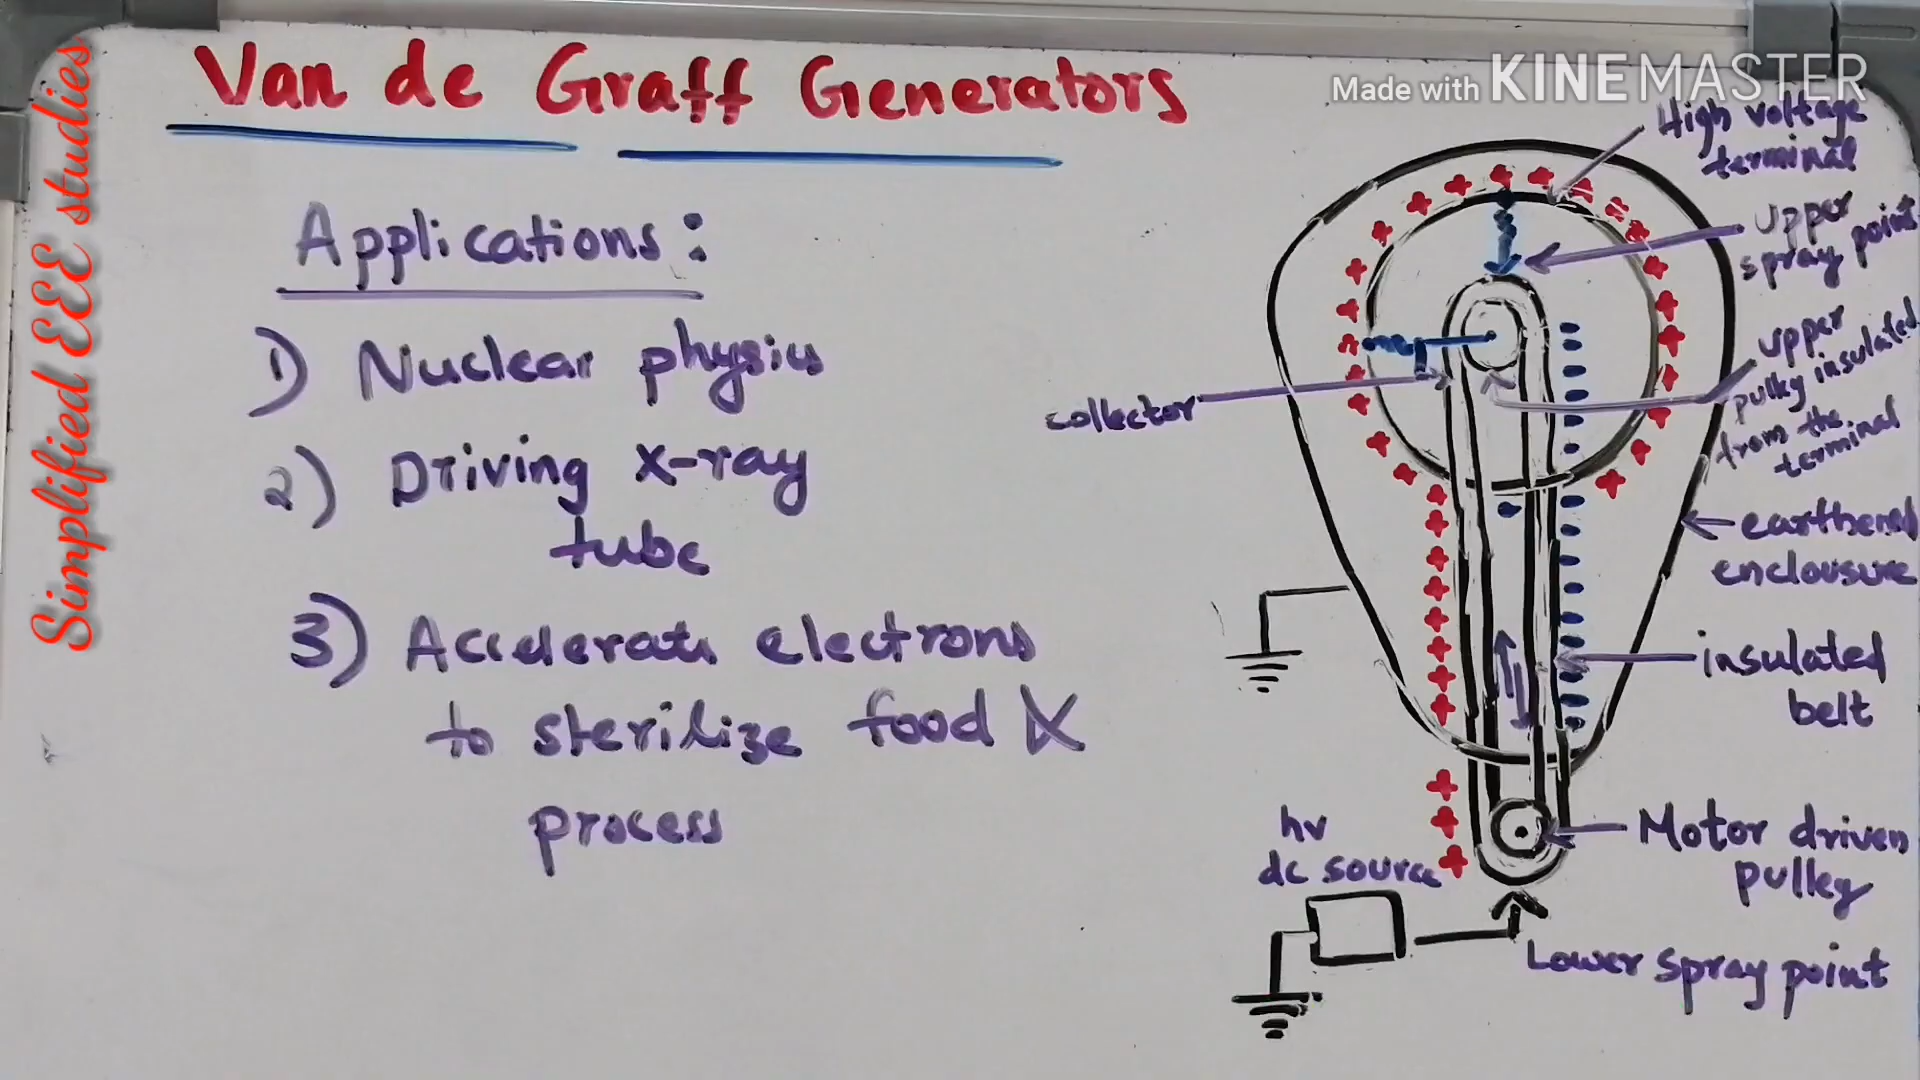 Simplified EEE studies
Van de Graff Generators
Made with KINEMASTER
Applications:
1) Nuclear physics
2) Driving x-ray
tube
3) Accelerate electrons
to sterilize food &
process
High voltage
terminal
upper
spray point
upper
pulley insulated
from the
terminal
collector
earthened
enclousure
insulated
belt
hv
dc source
Motor driven
pulley
Lower spray point